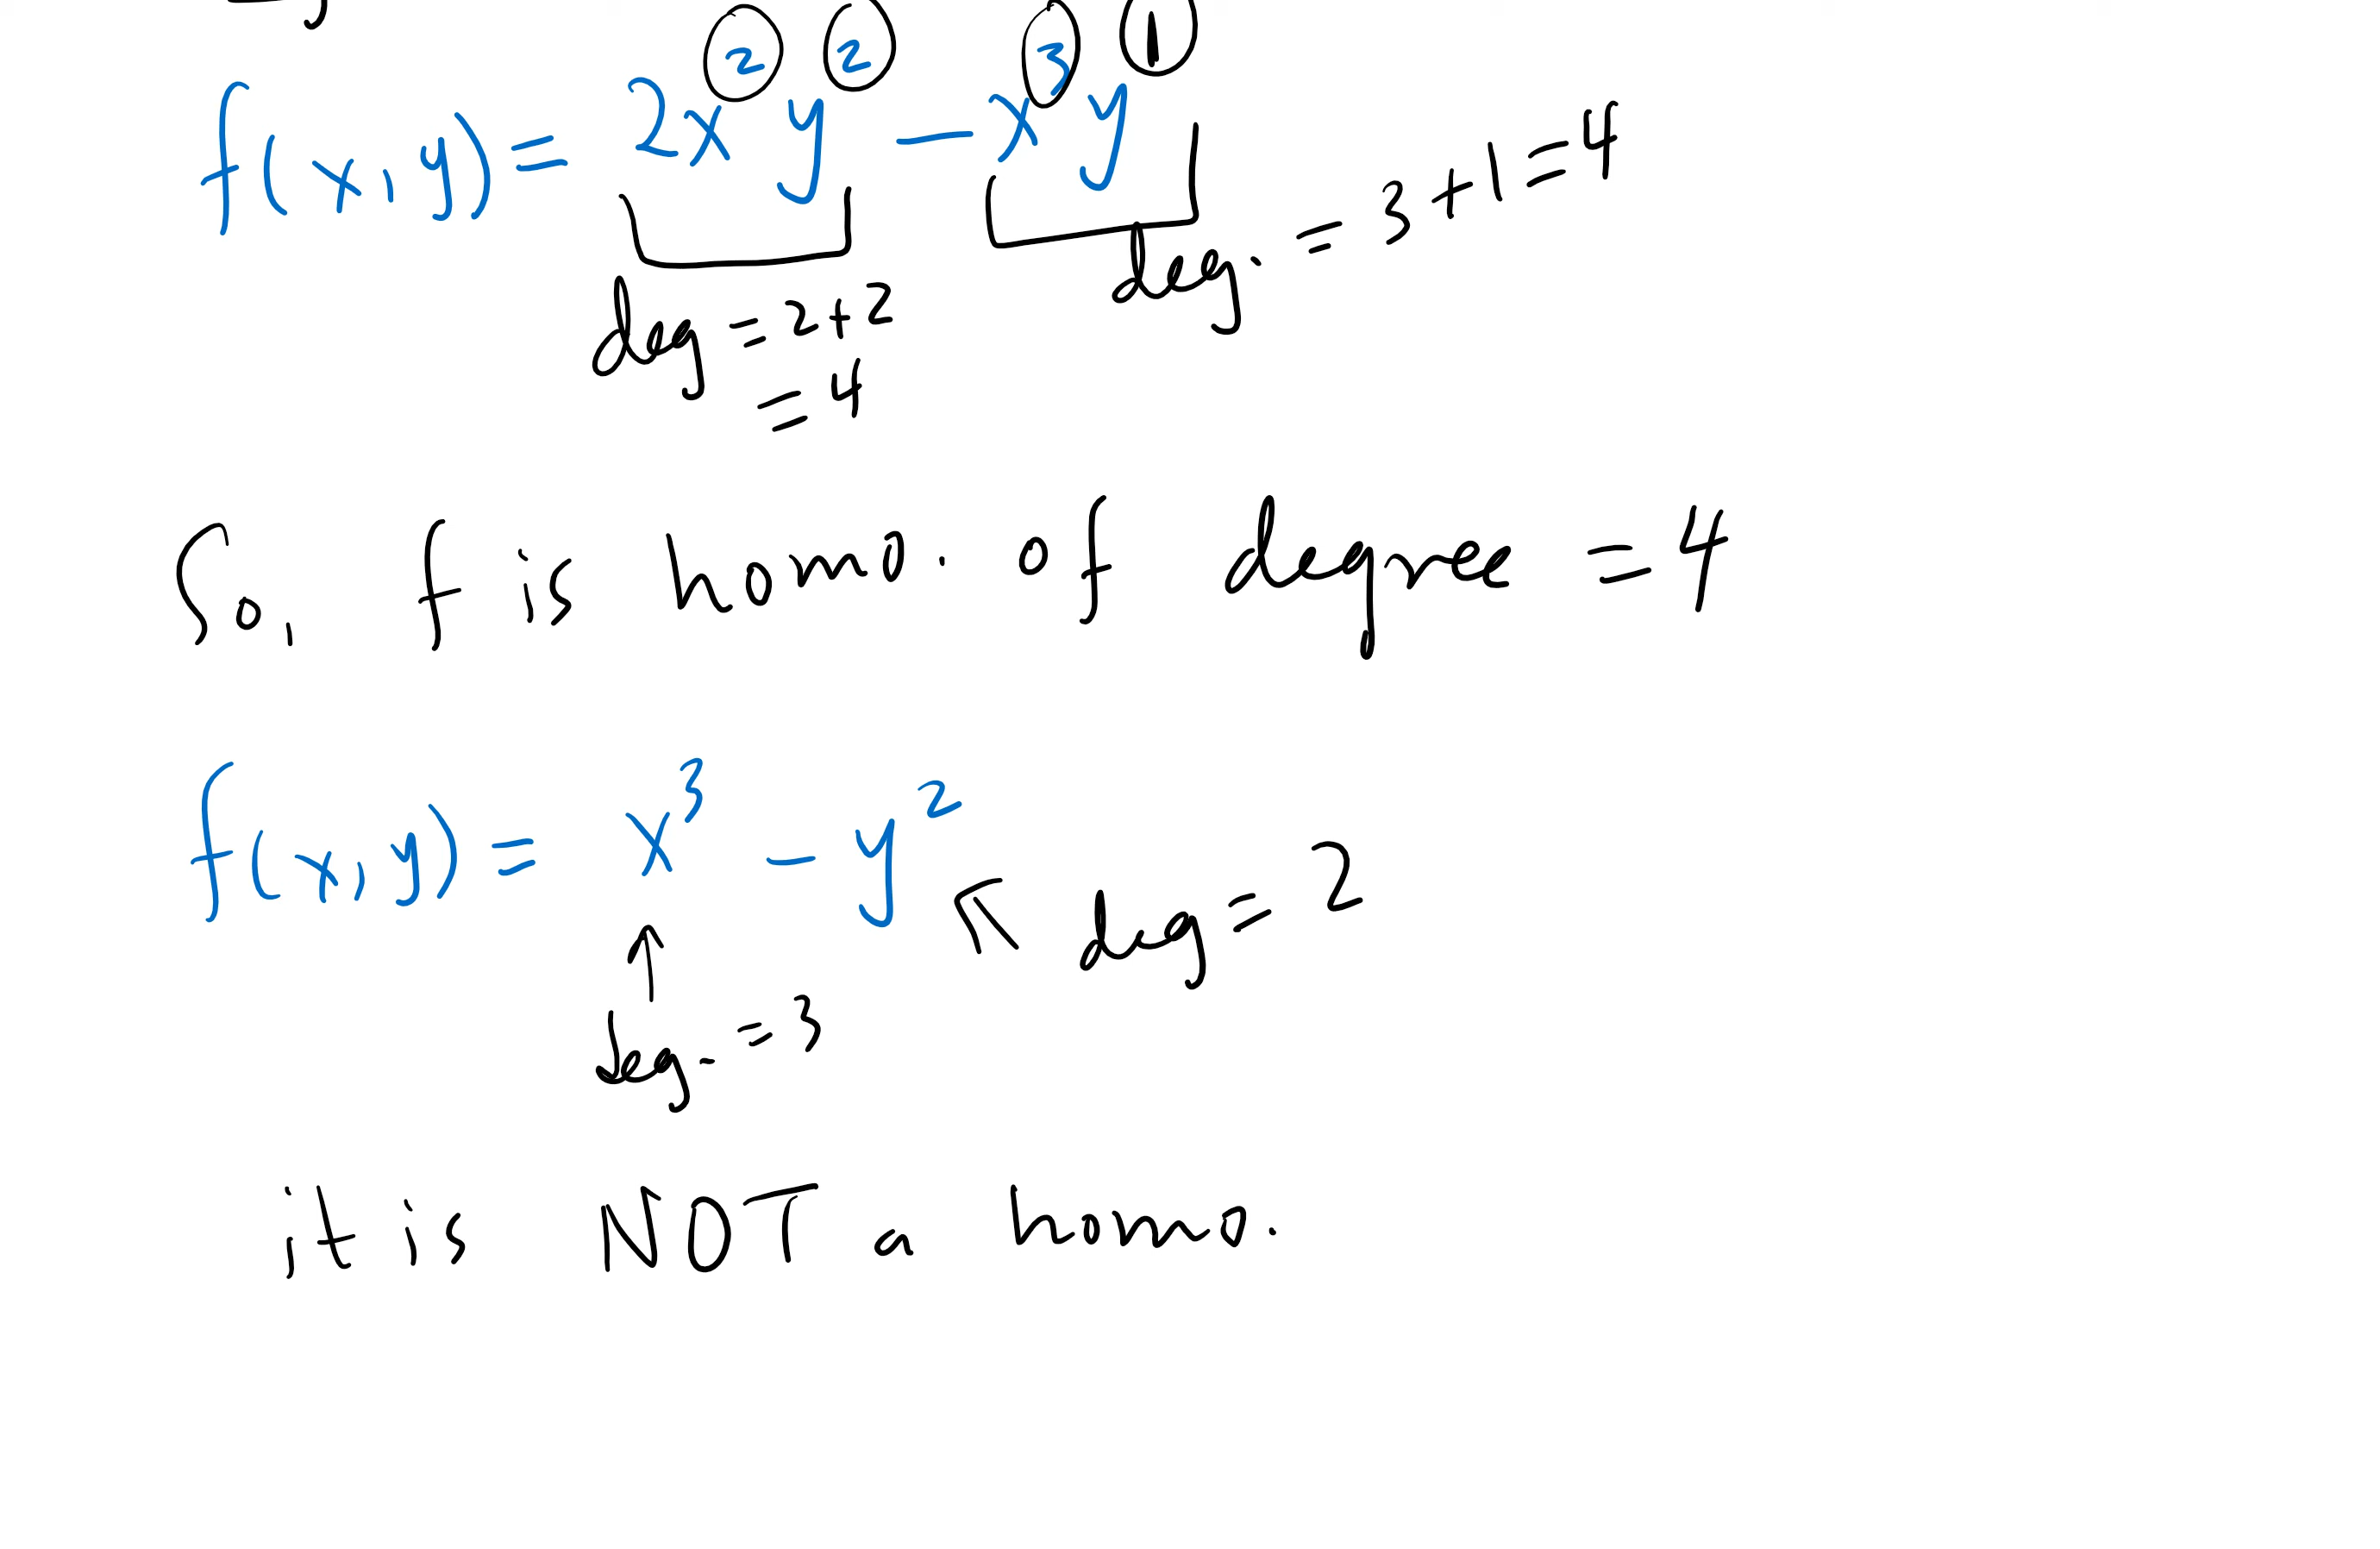 f(x,y) = 2x²y² - x³y¹
deg = 2+2
= 4
deg. = 3+1=4
So, f is homo. of degree = 4
f(x,y) = x³ - y²
deg = 2
deg. = 3
it is NOT a homo.